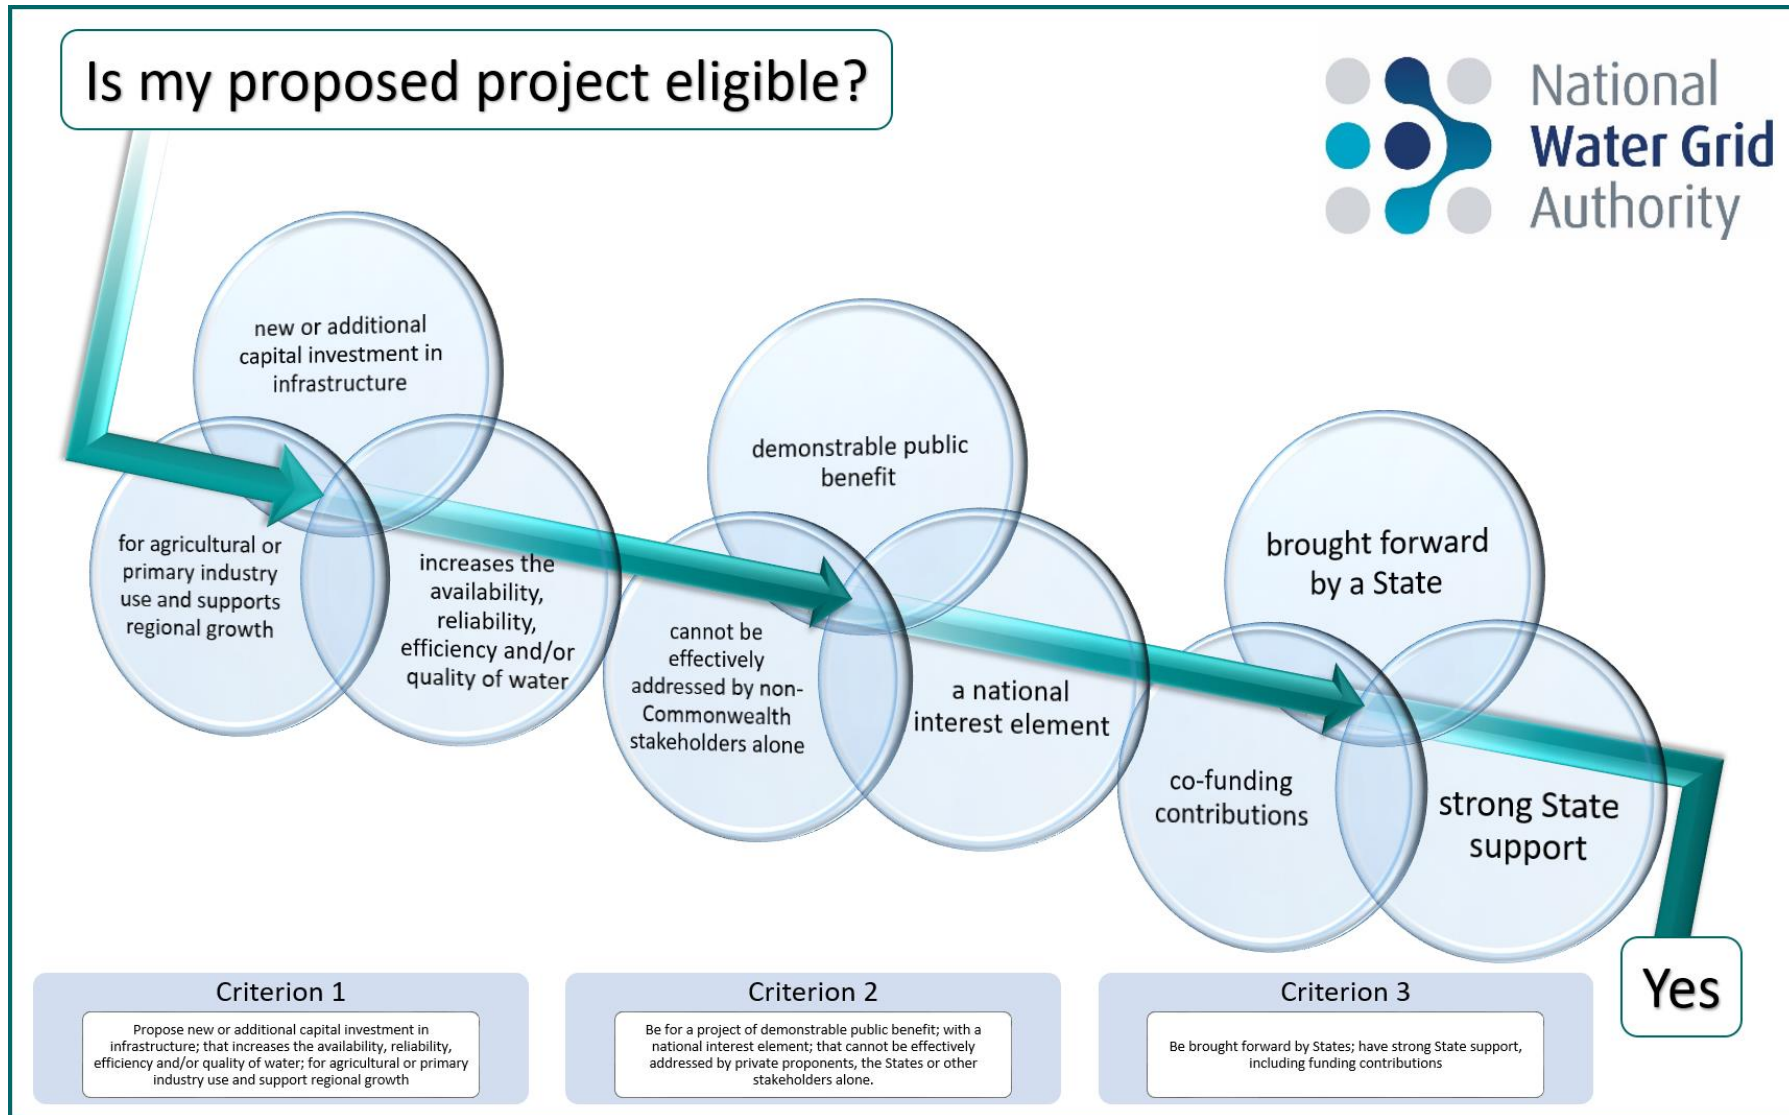 Is my proposed project eligible?
National
Water Grid
Authority
new or additional
capital investment in
infrastructure
for agricultural or
primary industry
use and supports
regional growth
increases the
availability,
reliability,
efficiency and/or
quality of water
demonstrable public
benefit
cannot be
effectively
addressed by non-
Commonwealth
stakeholders alone
a national
interest element
brought forward
by a State
co-funding
contributions
strong State
support
Yes
Criterion 1
Propose new or additional capital investment in
infrastructure; that increases the availability, reliability,
efficiency and/or quality of water; for agricultural or primary
industry use and support regional growth
Criterion 2
Be for a project of demonstrable public benefit; with a
national interest element; that cannot be effectively
addressed by private proponents, the States or other
stakeholders alone.
Criterion 3
Be brought forward by States; have strong State support,
including funding contributions